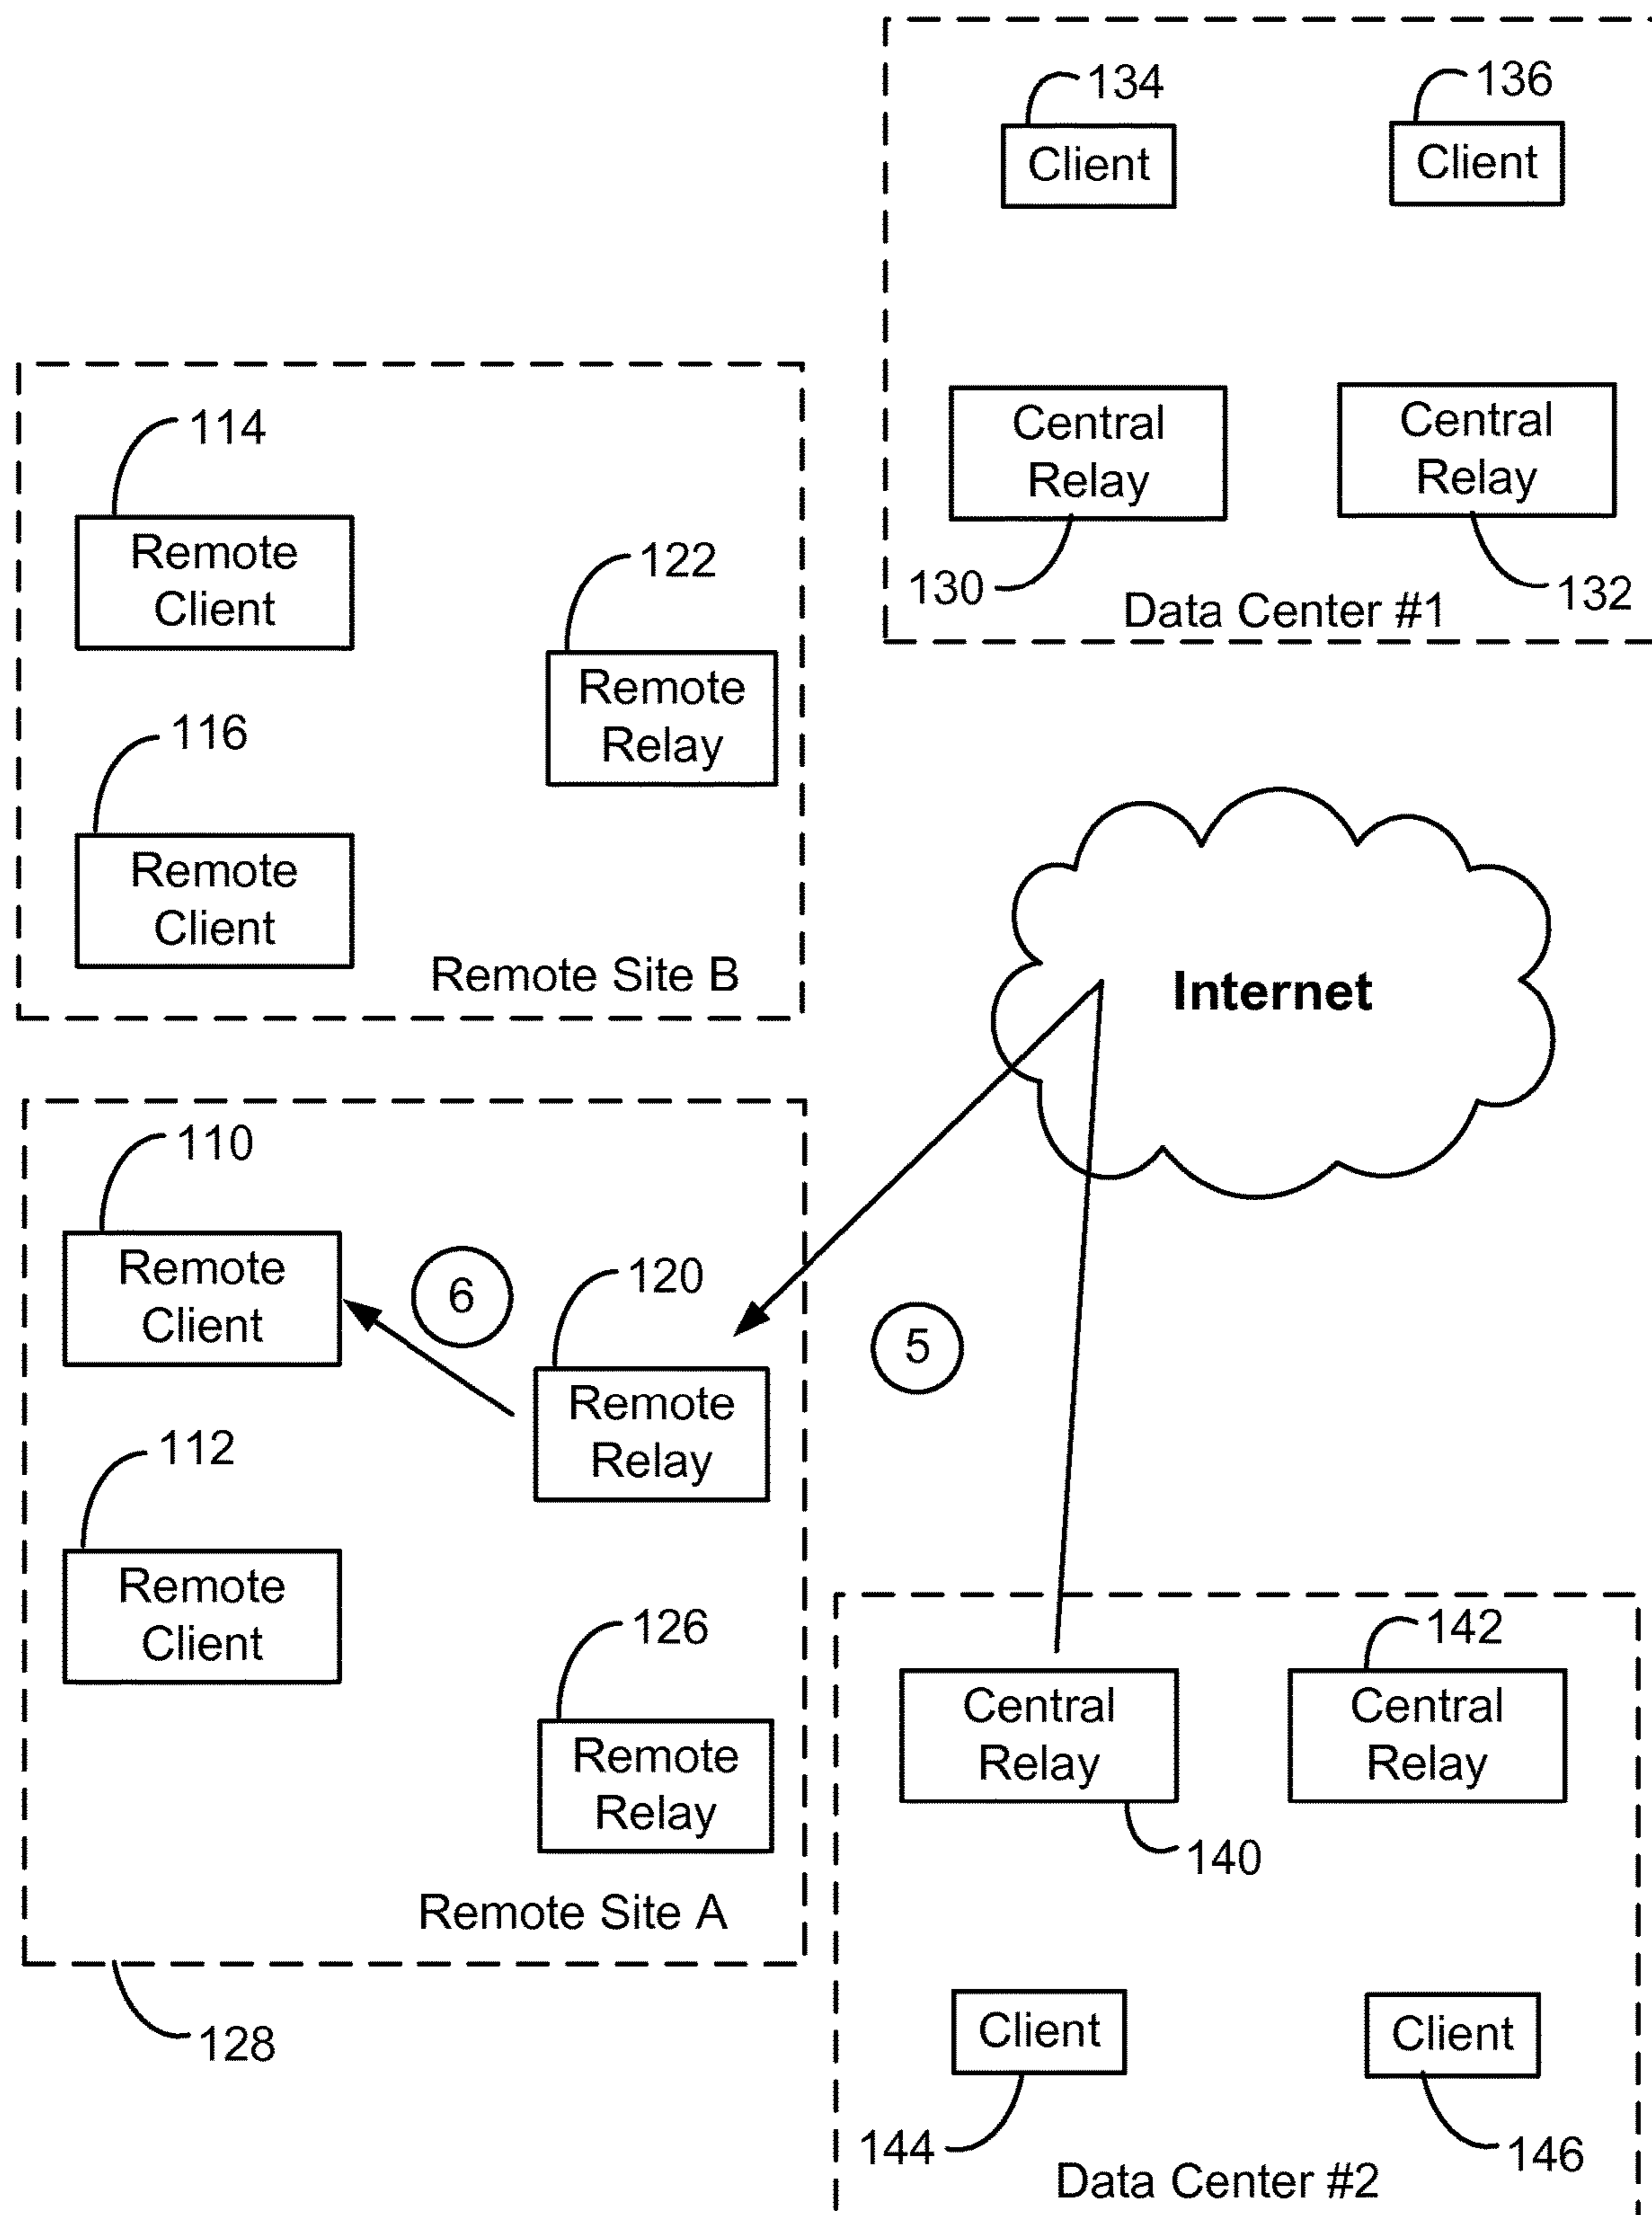 134
136
Client
Client
Central
Relay
Central
Relay
130
132
Data Center #1
114
Remote
Client
122
Remote
Relay
116
Remote
Client
Remote Site B
Internet
110
Remote
Client
6
120
Remote
Relay
5
112
Remote
Client
126
Remote
Relay
Remote Site A
128
142
Central
Relay
Central
Relay
140
Client
Client
144
146
Data Center #2